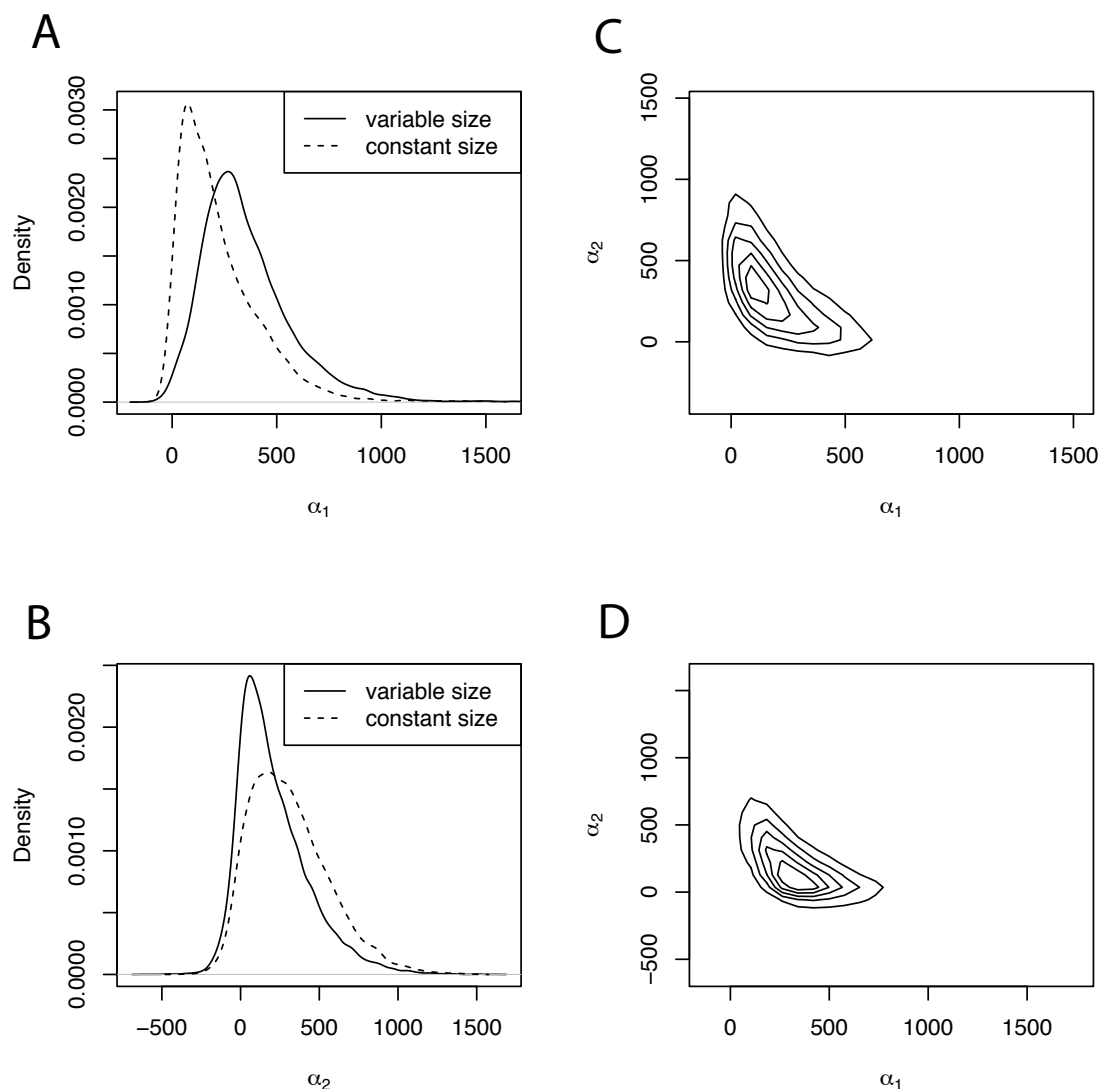 A
0.0000 0.0010 0.0020 0.0030
Density
variable size
constant size
0 500 1000 1500
α1
C
0 500 1000 1500
α2
0 500 1000 1500
α1
B
0.0000 0.0010 0.0020
Density
variable size
constant size
−500 0 500 1000 1500
α2
D
−500 0 500 1000
α2
0 500 1000 1500
α1